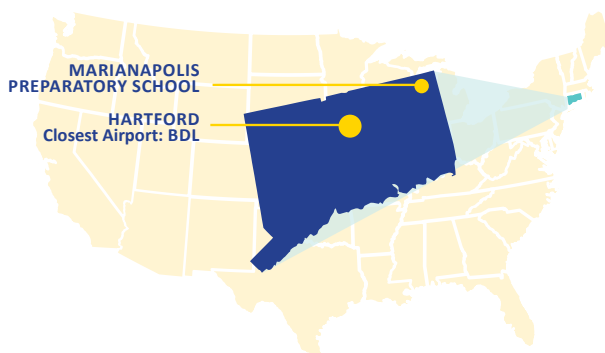 MARIANAPOLIS
PREPARATORY SCHOOL
HARTFORD
Closest Airport: BDL